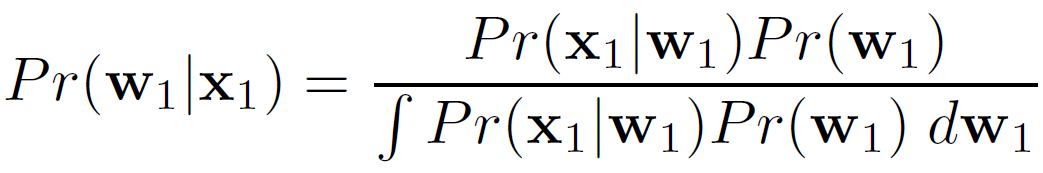 Pr(𝐰₁|𝐱₁) = Pr(𝐱₁|𝐰₁)Pr(𝐰₁) / ∫ Pr(𝐱₁|𝐰₁)Pr(𝐰₁) d𝐰₁